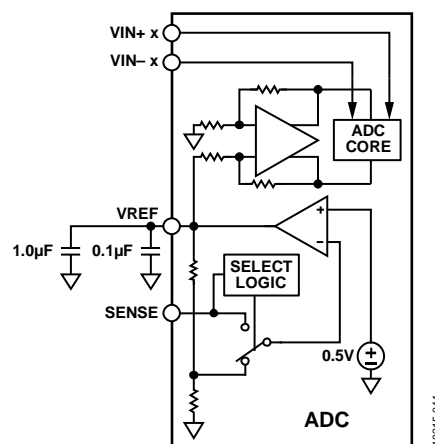 VIN+ x
VIN– x
ADC
CORE
VREF
+
–
1.0µF
0.1µF
SELECT
LOGIC
SENSE
0.5V
+
–
ADC